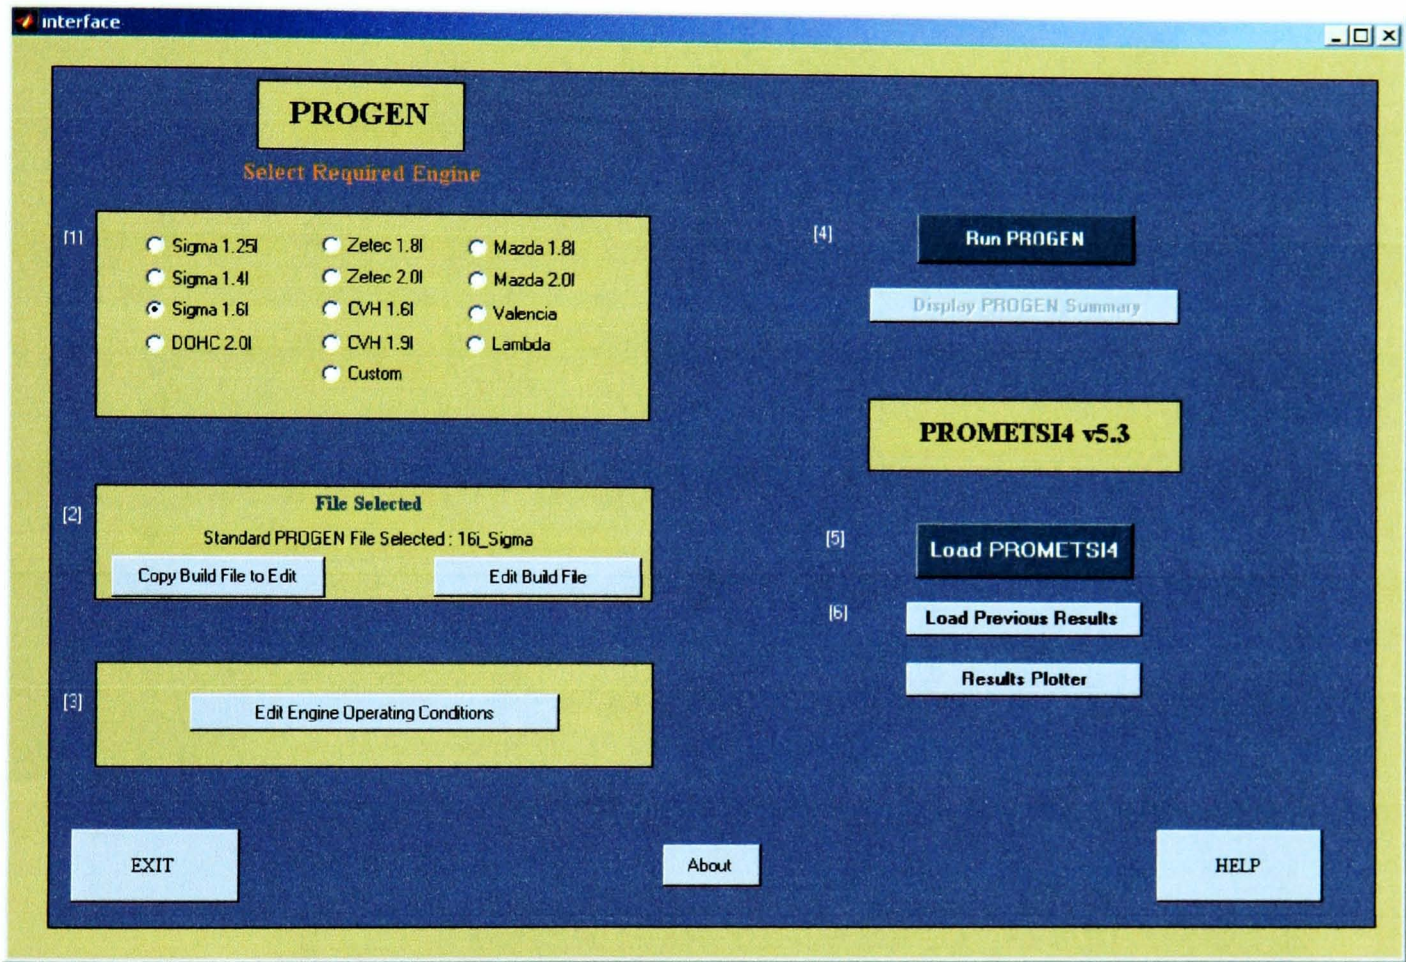 interface
PROGEN
Select Required Engine
[1]
Sigma 1.25l
Zetec 1.8l
Mazda 1.8l
Sigma 1.4l
Zetec 2.0l
Mazda 2.0l
Sigma 1.6l
CVH 1.6l
Valencia
DOHC 2.0l
CVH 1.9l
Lambda
Custom
[2]
File Selected
Standard PROGEN File Selected : 16i_Sigma
Copy Build File to Edit
Edit Build File
[3]
Edit Engine Operating Conditions
[4]
Run PROGEN
Display PROGEN Summary
PROMETSI4 v5.3
[5]
Load PROMETSI4
[6]
Load Previous Results
Results Plotter
EXIT
About
HELP